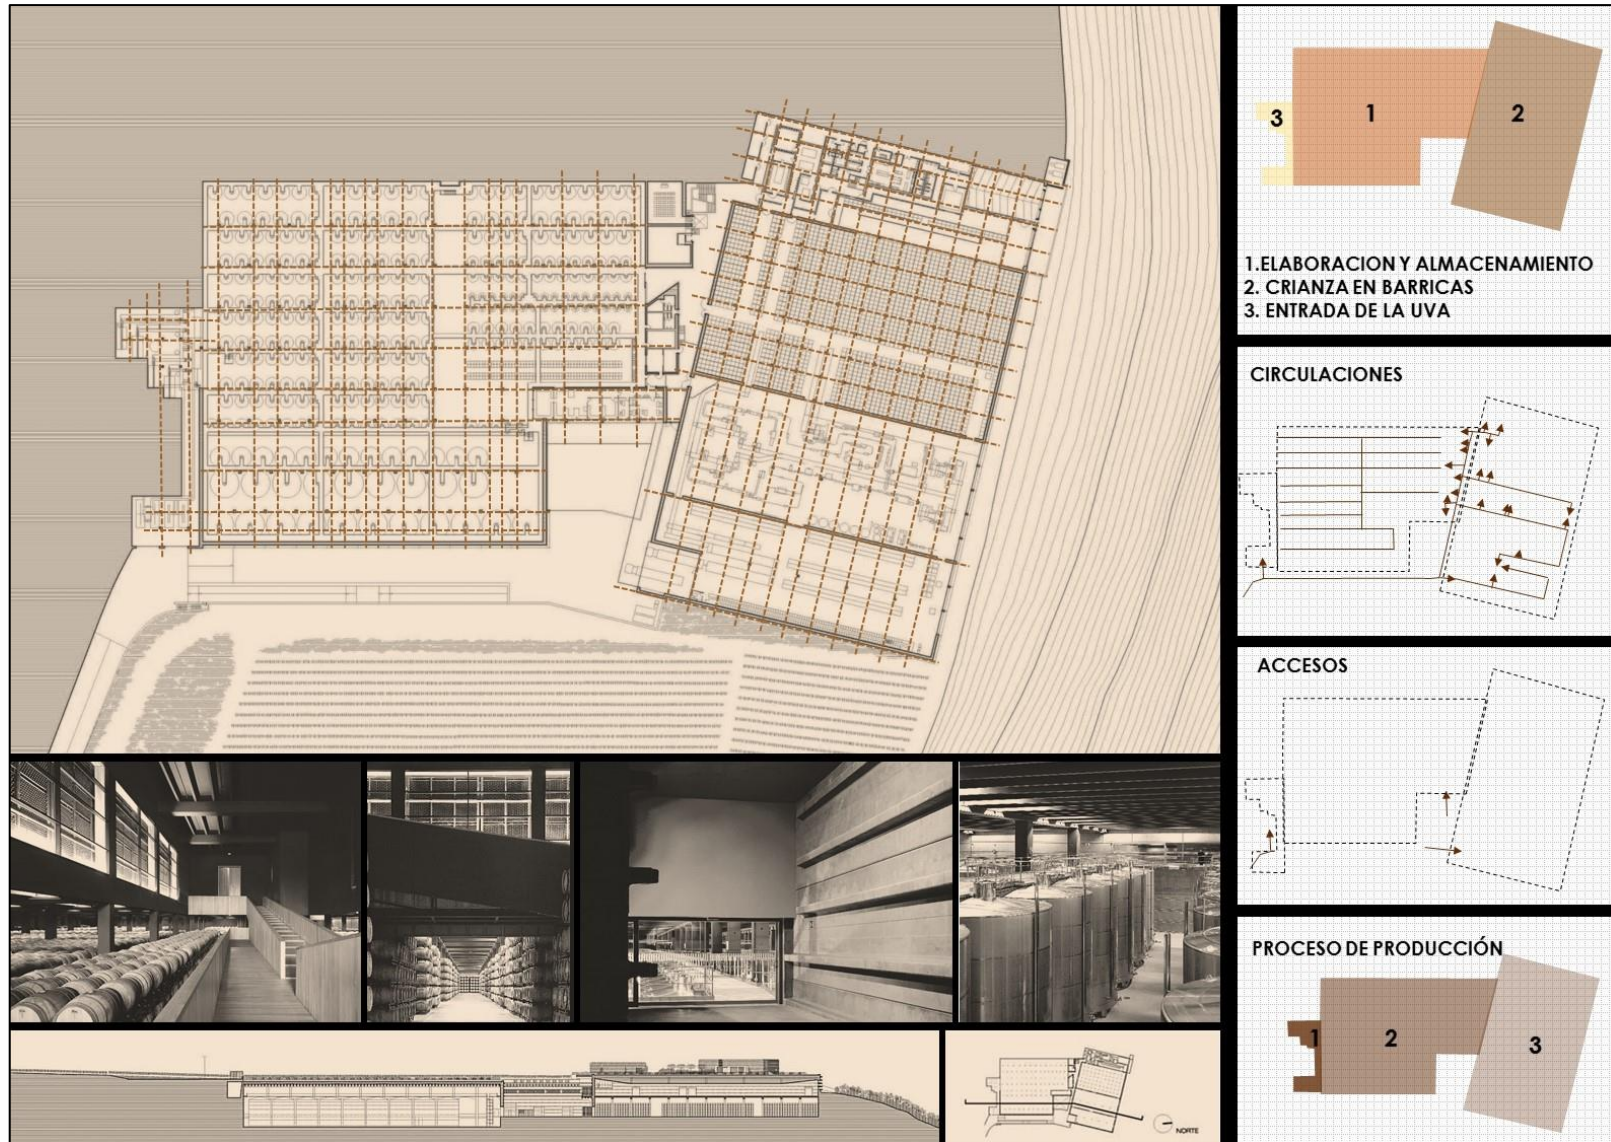 3
1
2
1.ELABORACION Y ALMACENAMIENTO
2. CRIANZA EN BARRICAS
3. ENTRADA DE LA UVA
CIRCULACIONES
ACCESOS
PROCESO DE PRODUCCIÓN
1
2
3
NORTE